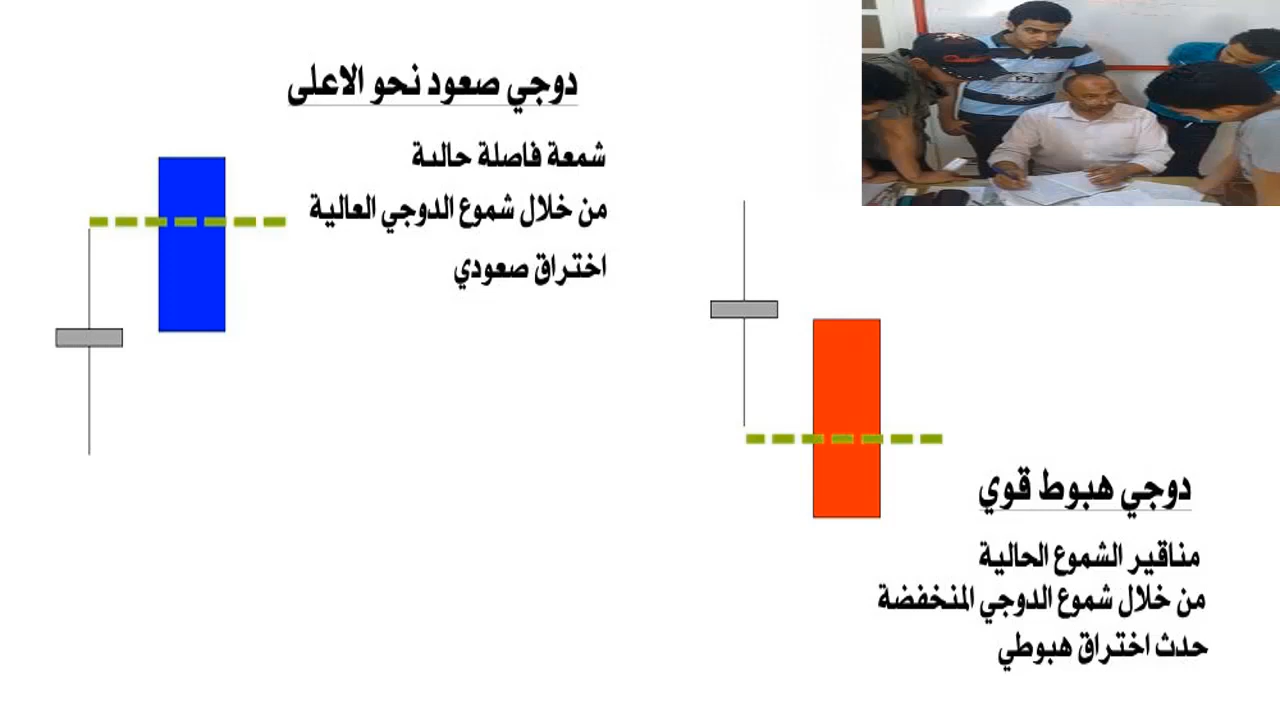 دوجي صعود نحو الاعلى
شمعة فاصلة حالية
من خلال شموع الدوجي العالية
اختراق صعودي
دوجي هبوط قوي
مناقير الشموع الحالية
من خلال شموع الدوجي المنخفضة
حدث اختراق هبوطي